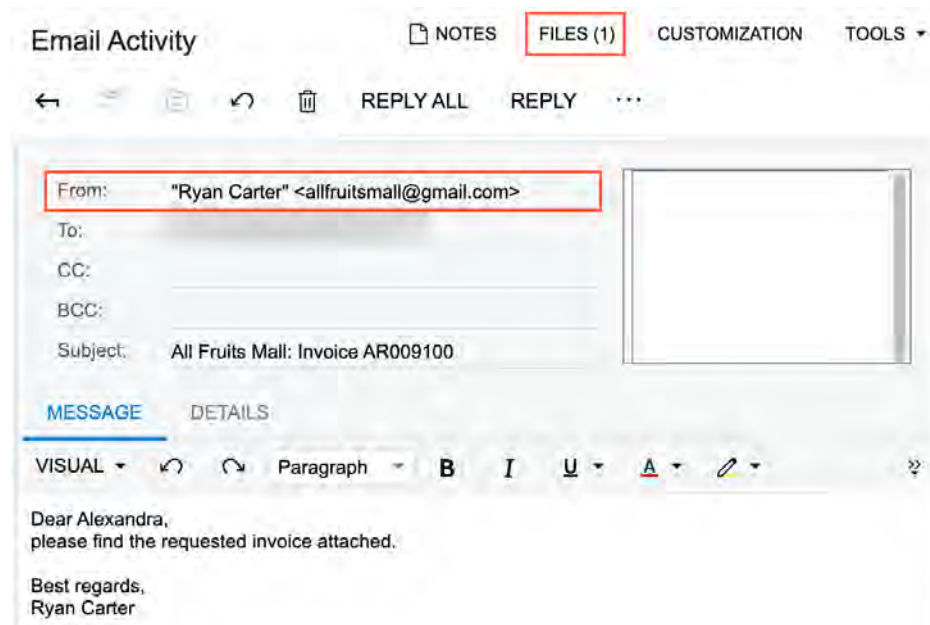 Email Activity NOTES FILES (1) CUSTOMIZATION TOOLS
REPLY ALL REPLY ...
From: "Ryan Carter" <allfruitsmall@gmail.com>
To:
CC:
BCC:
Subject: All Fruits Mall: Invoice AR009100
MESSAGE DETAILS
VISUAL Paragraph B I U A
Dear Alexandra,
please find the requested invoice attached.
Best regards,
Ryan Carter